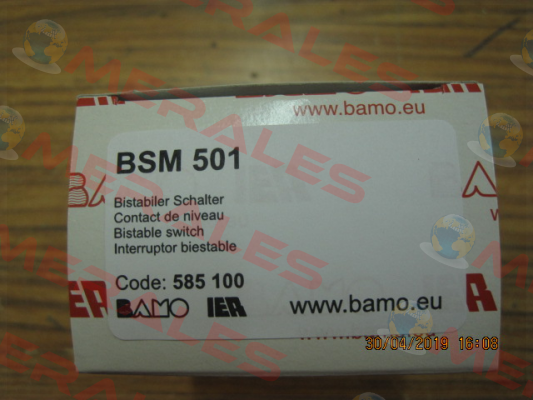 www.bamo.eu
BSM 501
Bistabiler Schalter
Contact de niveau
Bistable switch
Interruptor biestable
Code: 585 100
BAMO IER www.bamo.eu
30/04/2019 16:08
MERALES